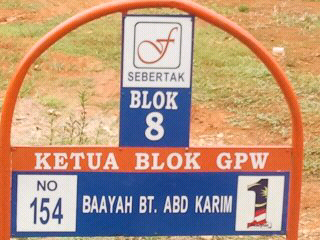 SEBERTAK
BLOK
8
KETUA BLOK GPW
NO
154
BAAYAH BT. ABD KARIM
1